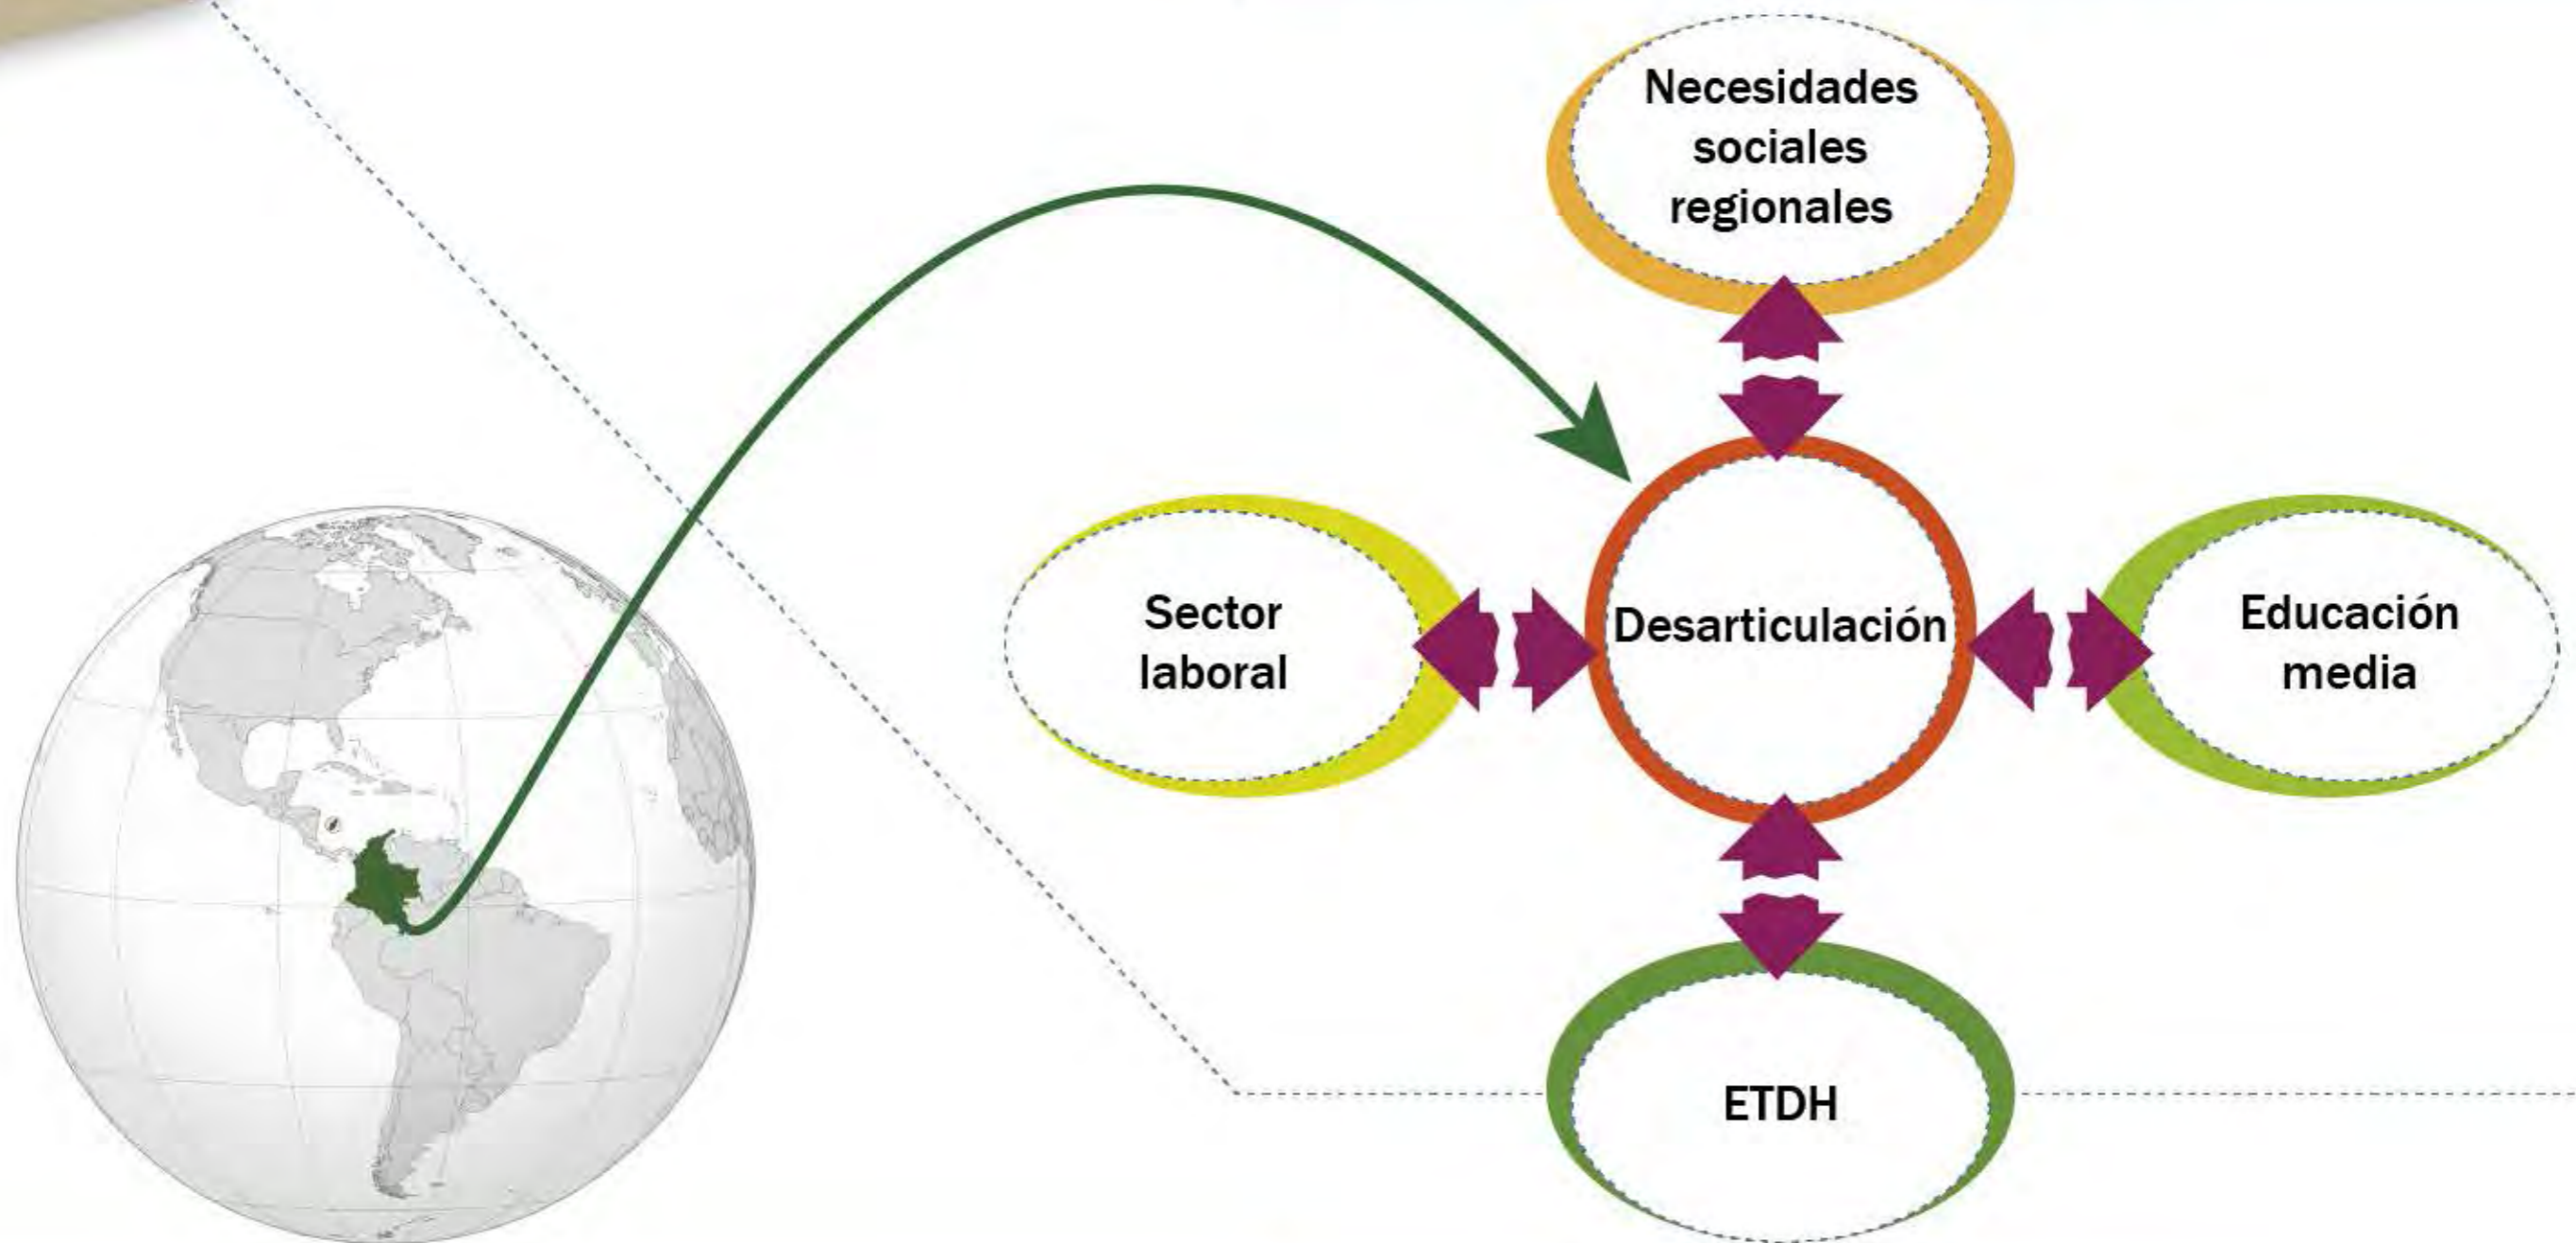 Necesidades
sociales
regionales
Sector
laboral
Desarticulación
Educación
media
ETDH